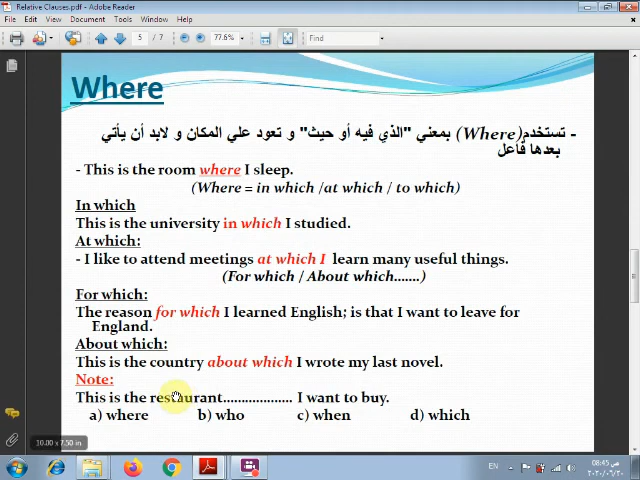 Relative Clauses.pdf - Adobe Reader
File Edit View Document Tools Window Help
5 / 7 77.6% Find
Where
- تستخدم(Where) بمعني "الذي فيه أو حيث" و تعود علي المكان و لابد أن يأتي
بعدها فاعل
- This is the room where I sleep.
(Where = in which /at which / to which)
In which
This is the university in which I studied.
At which:
- I like to attend meetings at which I learn many useful things.
(For which / About which.......)
For which:
The reason for which I learned English; is that I want to leave for
England.
About which:
This is the country about which I wrote my last novel.
Note:
This is the restaurant.................... I want to buy.
a) where b) who c) when d) which
10.00 x 7.50 in
EN 08:45 ص
٢٠٢٠/٠٦/٢٠